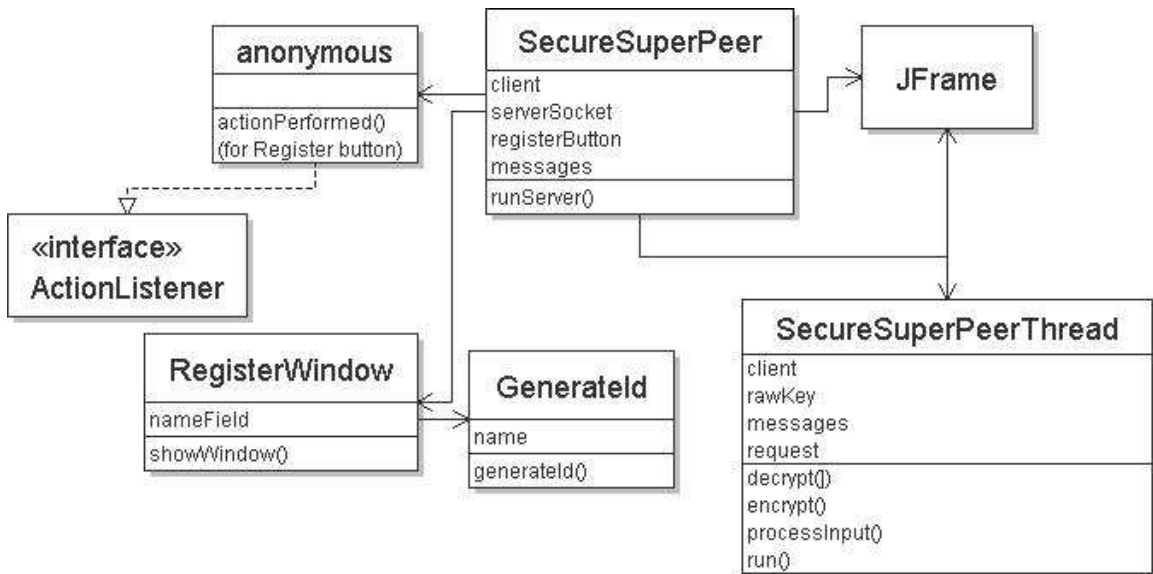 anonymous
actionPerformed()
(for Register button)
SecureSuperPeer
client
serverSocket
registerButton
messages
runServer()
JFrame
«interface»
ActionListener
RegisterWindow
nameField
showWindow()
GenerateId
name
generateId()
SecureSuperPeerThread
client
rawKey
messages
request
decrypt(])
encrypt()
processInput()
run()